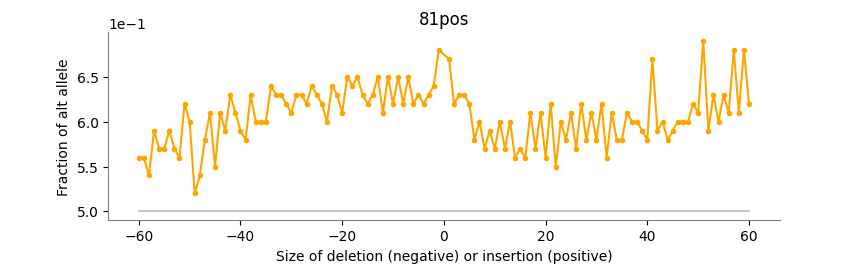 81pos
1e−1
6.5
6.0
5.5
5.0
Fraction of alt allele
−60 −40 −20 0 20 40 60
Size of deletion (negative) or insertion (positive)